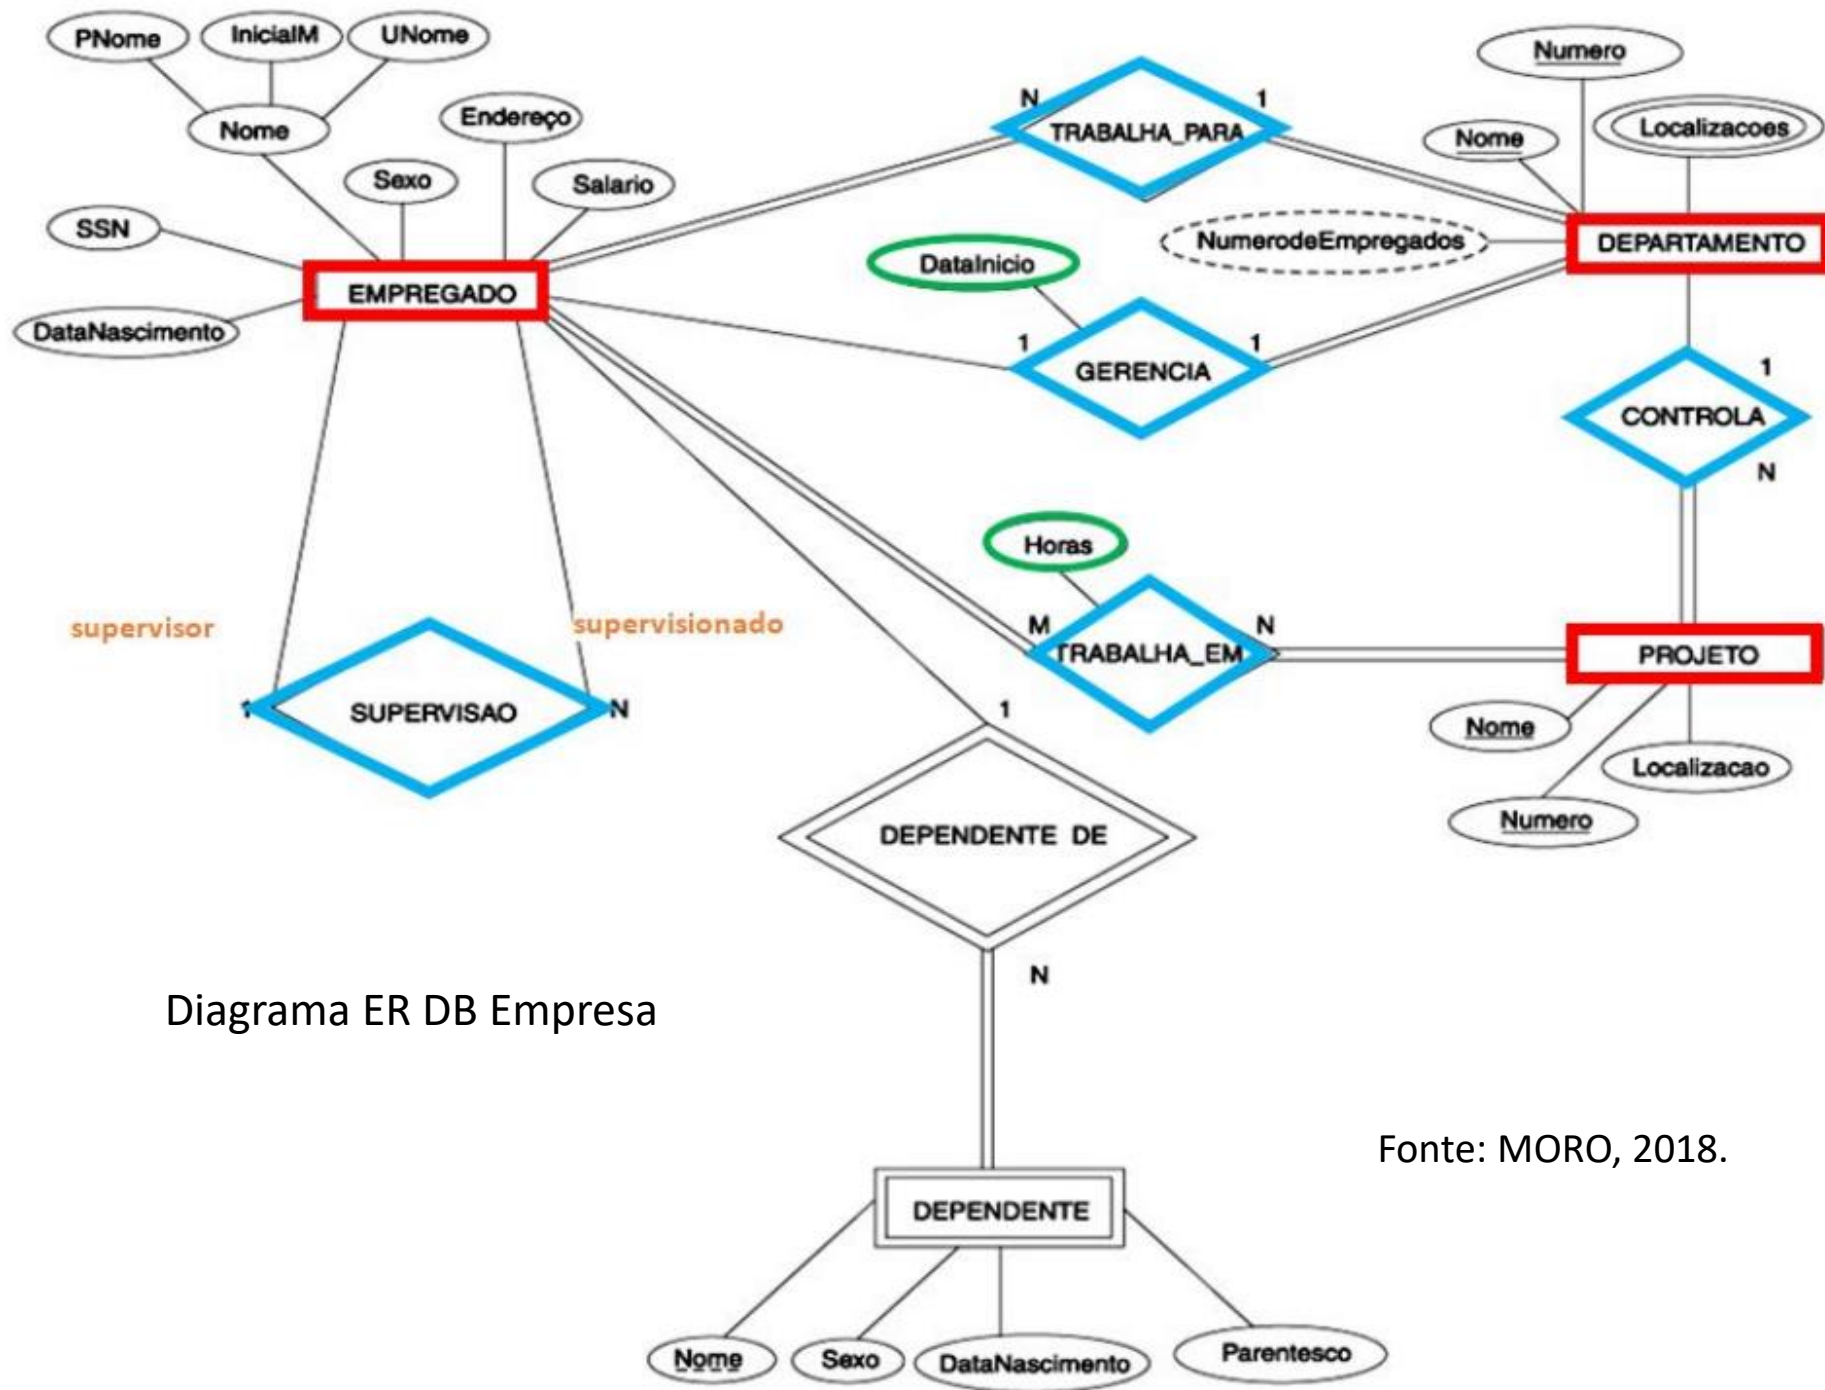 PNome
InicialM
UNome
Nome
Endereço
Sexo
Salario
SSN
EMPREGADO
DataNascimento
N
1
TRABALHA_PARA
Numero
Nome
Localizacoes
NumerodeEmpregados
DEPARTAMENTO
DataInicio
1
1
GERENCIA
1
CONTROLA
N
Horas
M
N
TRABALHA_EM
PROJETO
Nome
Localizacao
Numero
supervisor
supervisionado
1
N
SUPERVISAO
1
DEPENDENTE DE
N
Diagrama ER DB Empresa
Fonte: MORO, 2018.
DEPENDENTE
Nome
Sexo
DataNascimento
Parentesco